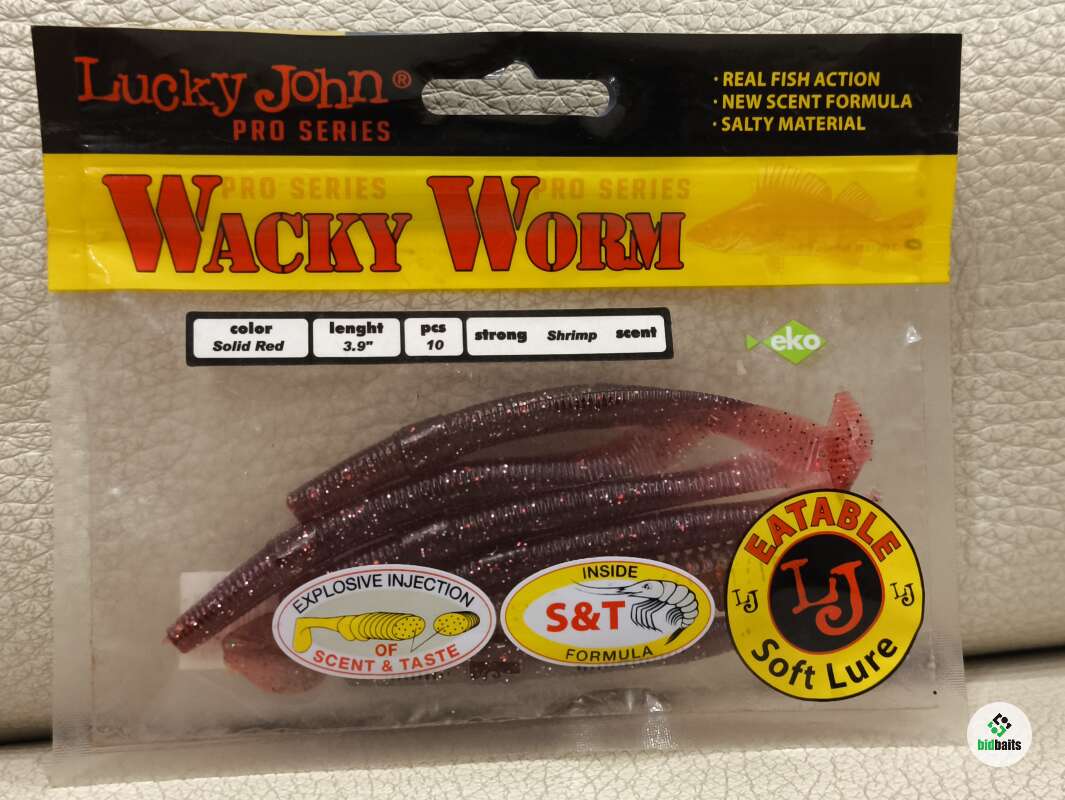 Lucky John®
PRO SERIES
· REAL FISH ACTION
· NEW SCENT FORMULA
· SALTY MATERIAL
PRO SERIES PRO SERIES
WACKY WORM
color
Solid Red
lenght
3.9"
pcs
10
strong Shrimp scent
eko
EXPLOSIVE INJECTION
OF
SCENT & TASTE
INSIDE
S&T
FORMULA
EATABLE
LJ LJ LJ
Soft Lure
bidbaits